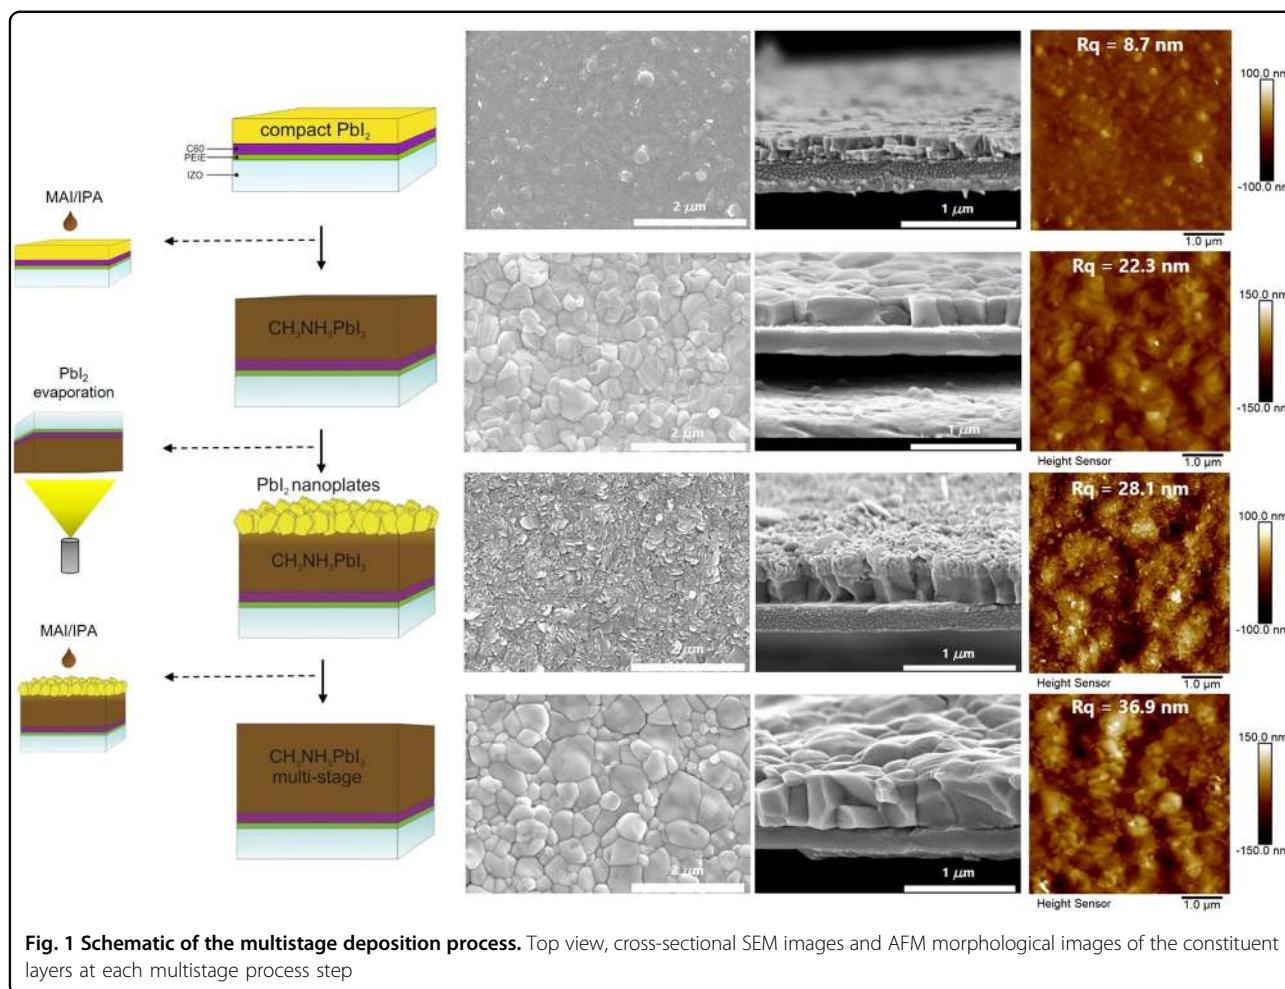 compact PbI₂
C60
PEIE
IZO
MAI/IPA
CH₃NH₃PbI₃
PbI₂
evaporation
PbI₂ nanoplates
CH₃NH₃PbI₃
MAI/IPA
CH₃NH₃PbI₃
multi-stage
2 μm
1 μm
Rq = 8.7 nm
100.0 nm
-100.0 nm
1.0 μm
2 μm
1 μm
Rq = 22.3 nm
150.0 nm
-150.0 nm
Height Sensor
1.0 μm
2 μm
1 μm
Rq = 28.1 nm
100.0 nm
-100.0 nm
Height Sensor
1.0 μm
2 μm
1 μm
Rq = 36.9 nm
150.0 nm
-150.0 nm
Height Sensor
1.0 μm
Fig. 1 Schematic of the multistage deposition process. Top view, cross-sectional SEM images and AFM morphological images of the constituent
layers at each multistage process step